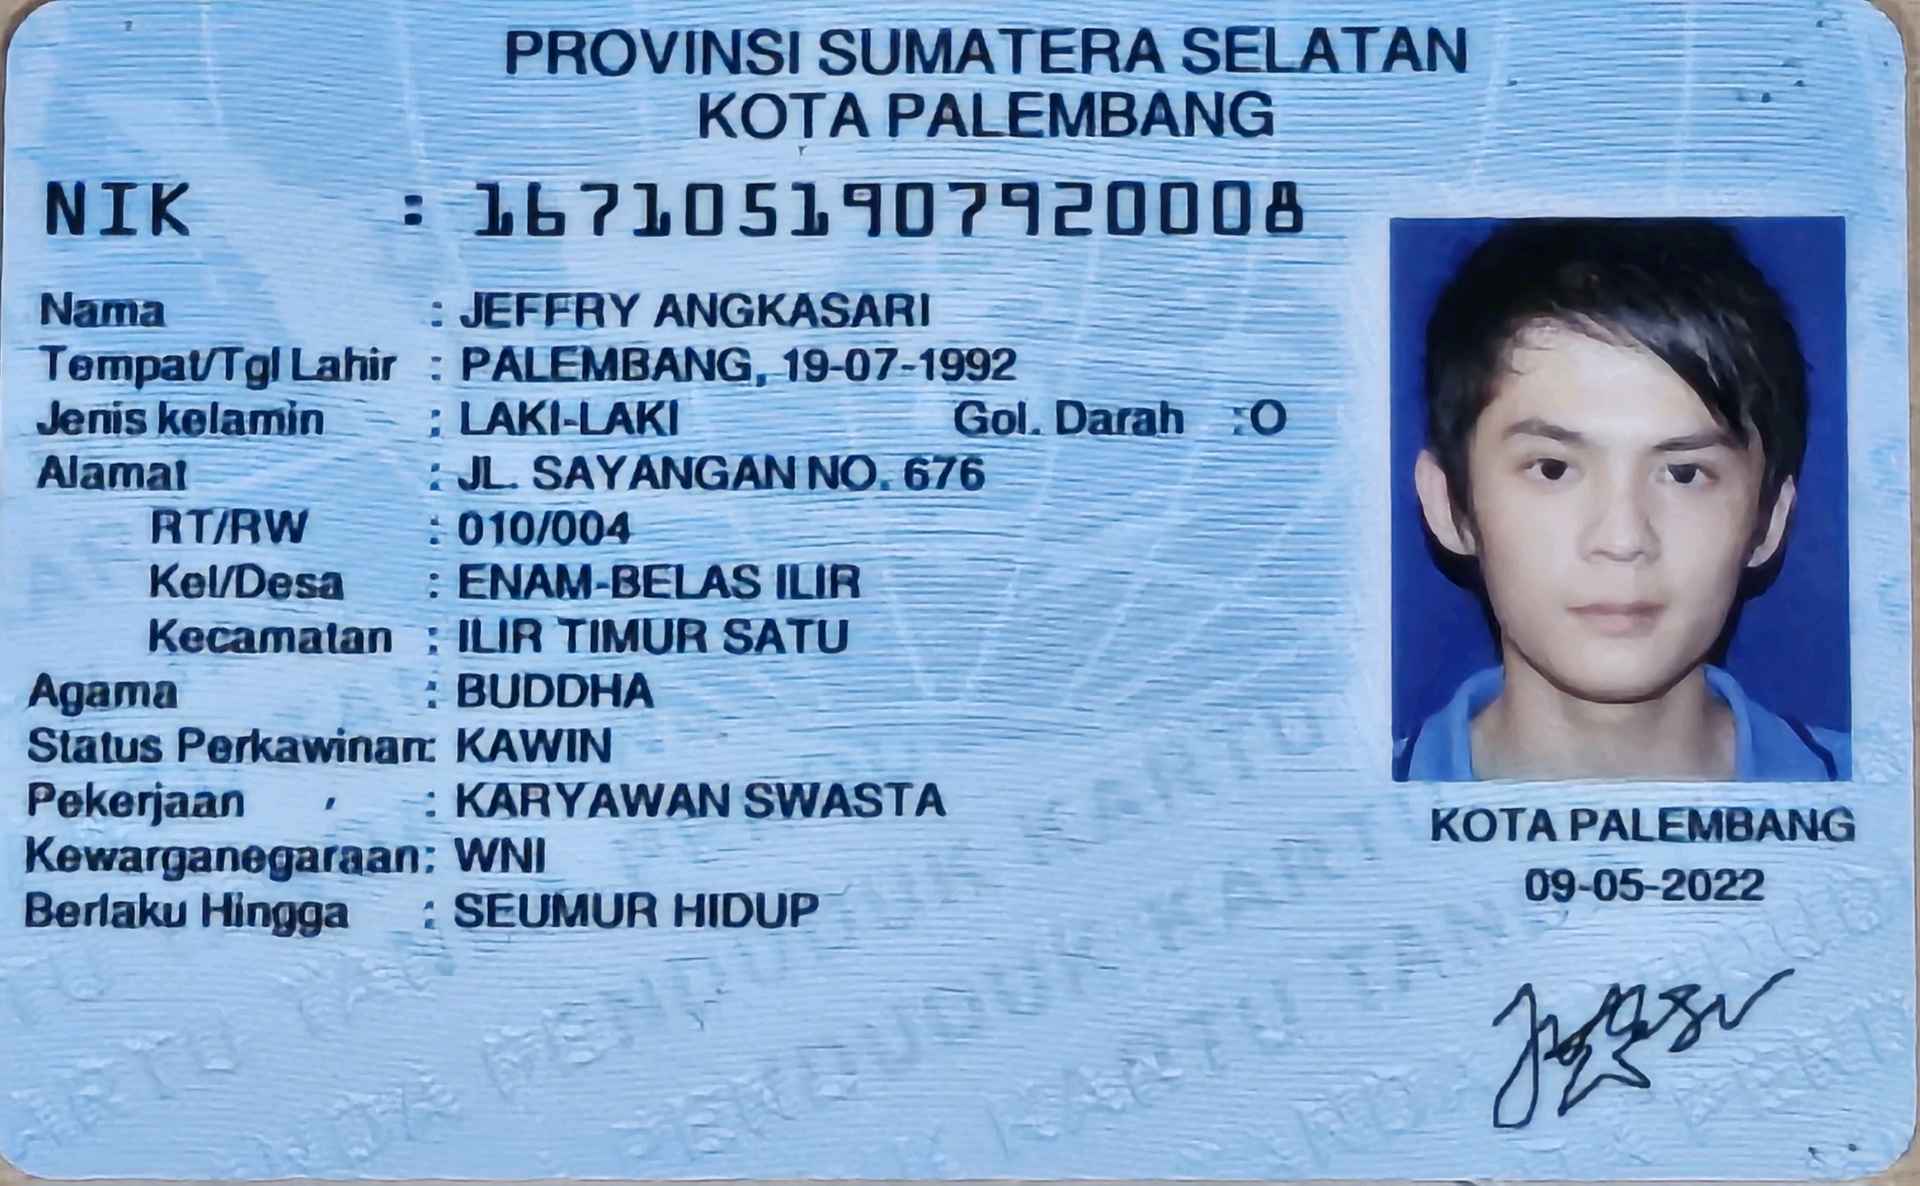 PROVINSI SUMATERA SELATAN
KOTA PALEMBANG
NIK : 1671051907920008
Nama : JEFFRY ANGKASARI
Tempat/Tgl Lahir : PALEMBANG, 19-07-1992
Jenis kelamin : LAKI-LAKI Gol. Darah :O
Alamat : JL. SAYANGAN NO. 676
RT/RW : 010/004
Kel/Desa : ENAM-BELAS ILIR
Kecamatan : ILIR TIMUR SATU
Agama : BUDDHA
Status Perkawinan: KAWIN
Pekerjaan : KARYAWAN SWASTA
Kewarganegaraan: WNI
Berlaku Hingga : SEUMUR HIDUP
KOTA PALEMBANG
09-05-2022